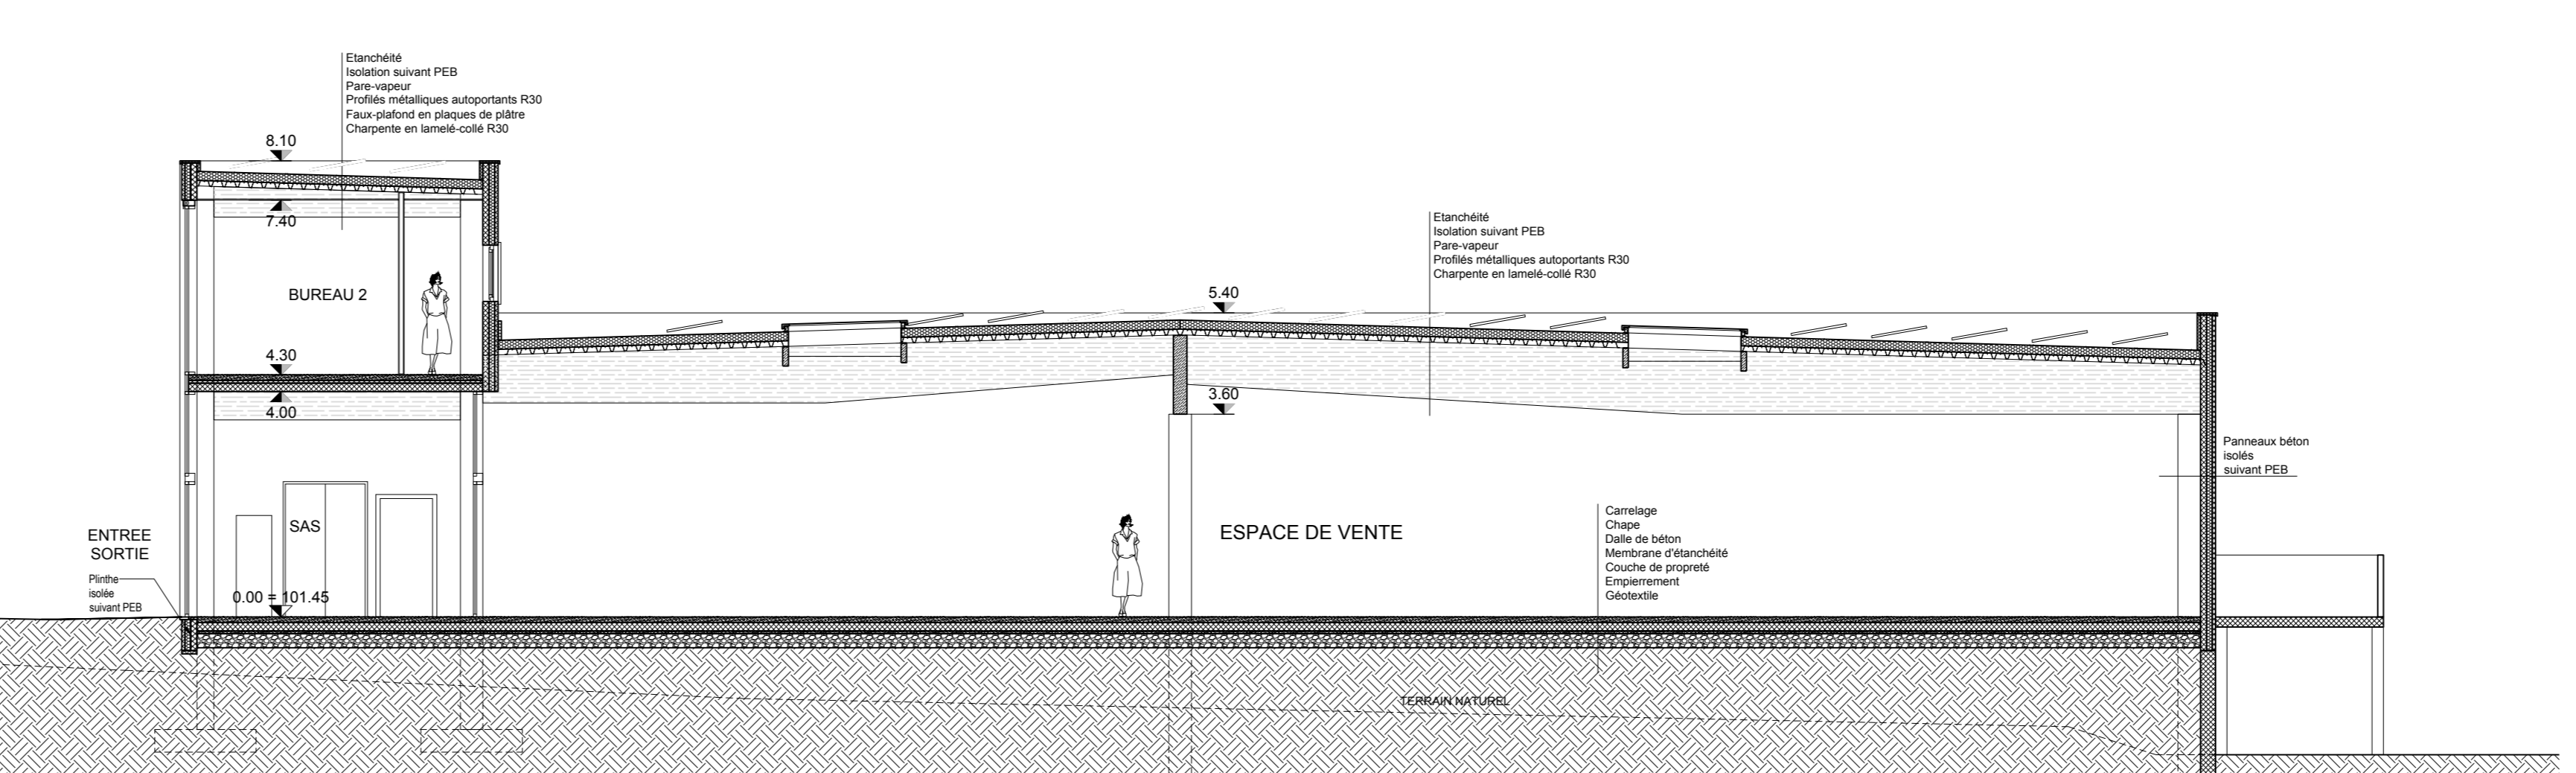 Etanchéité
Isolation suivant PEB
Pare-vapeur
Profilés métalliques autoportants R30
Faux-plafond en plaques de plâtre
Charpente en lamelé-collé R30
8.10
7.40
BUREAU 2
4.30
4.00
Etanchéité
Isolation suivant PEB
Pare-vapeur
Profilés métalliques autoportants R30
Charpente en lamelé-collé R30
5.40
3.60
Panneaux béton
isolés
suivant PEB
ENTREE
SORTIE
SAS
Plinthe
isolée
suivant PEB
0.00 = 101.45
ESPACE DE VENTE
Carrelage
Chape
Dalle de béton
Membrane d'étanchéité
Couche de propreté
Empierrement
Géotextile
TERRAIN NATUREL